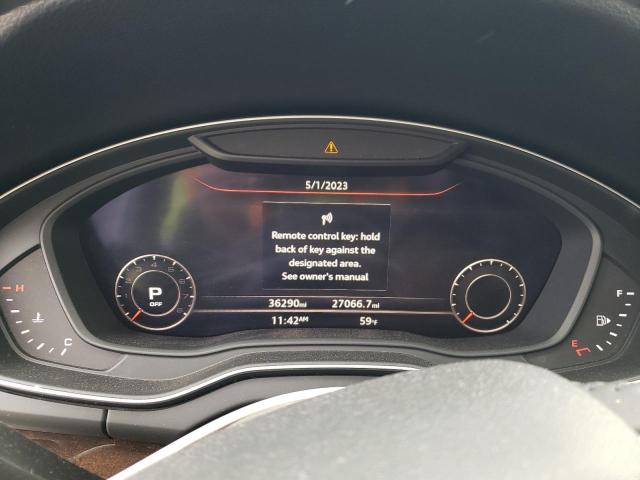 5/1/2023
Remote control key: hold
back of key against the
designated area.
See owner's manual
P
OFF
36290mi 27066.7mi
11:42AM 59°F
H
C
F
E